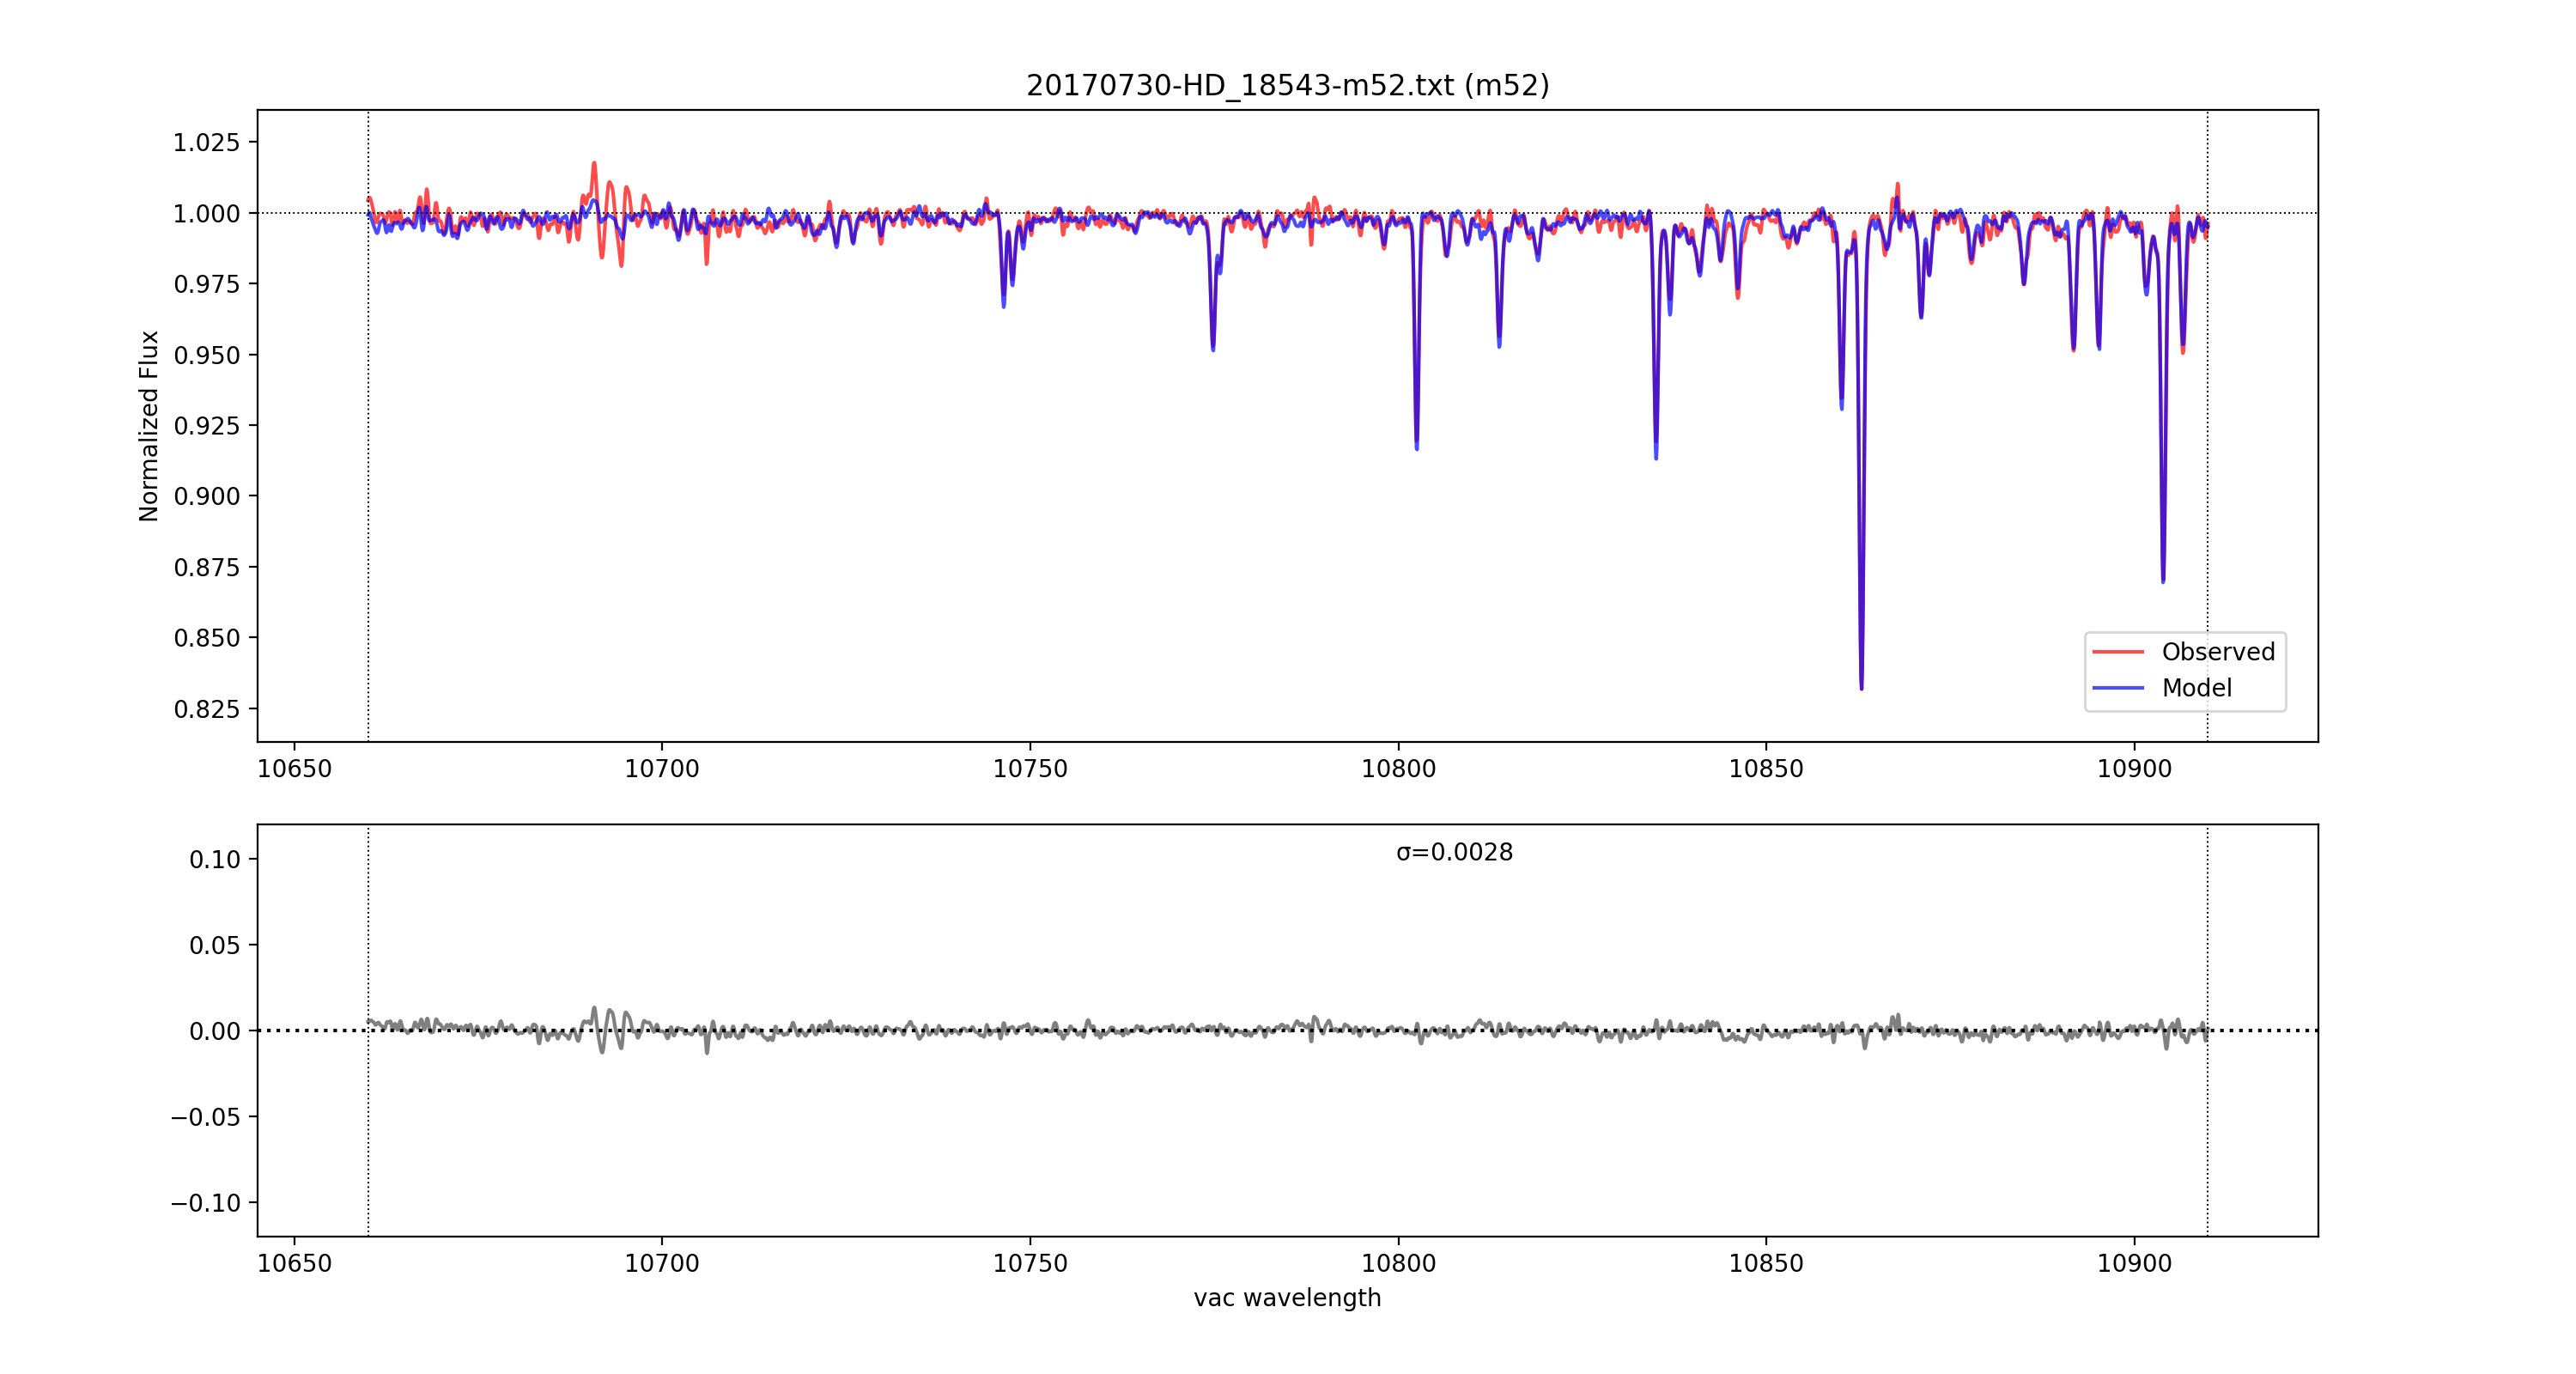 20170730-HD_18543-m52.txt (m52)
1.025
1.000
0.975
0.950
0.925
0.900
0.875
0.850
0.825
Normalized Flux
Observed
Model
10650 10700 10750 10800 10850 10900
σ=0.0028
0.10
0.05
0.00
−0.05
−0.10
10650 10700 10750 10800 10850 10900
vac wavelength